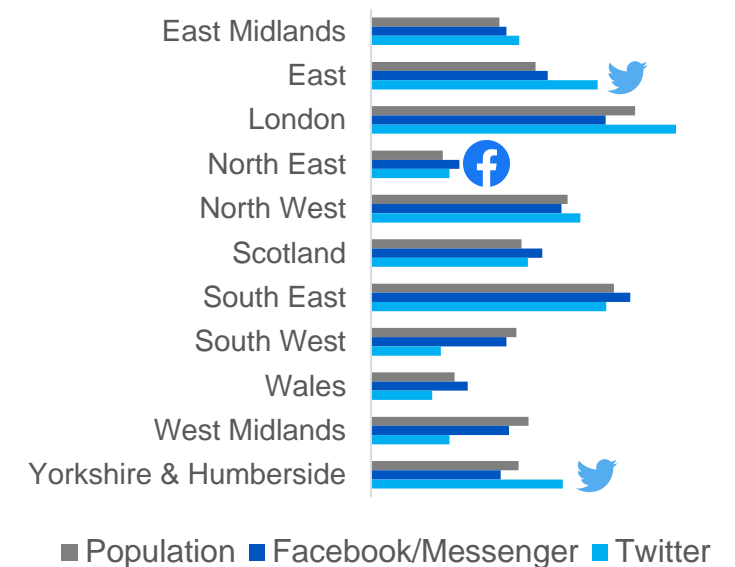 East Midlands
East
London
North East
North West
Scotland
South East
South West
Wales
West Midlands
Yorkshire & Humberside
Population Facebook/Messenger Twitter